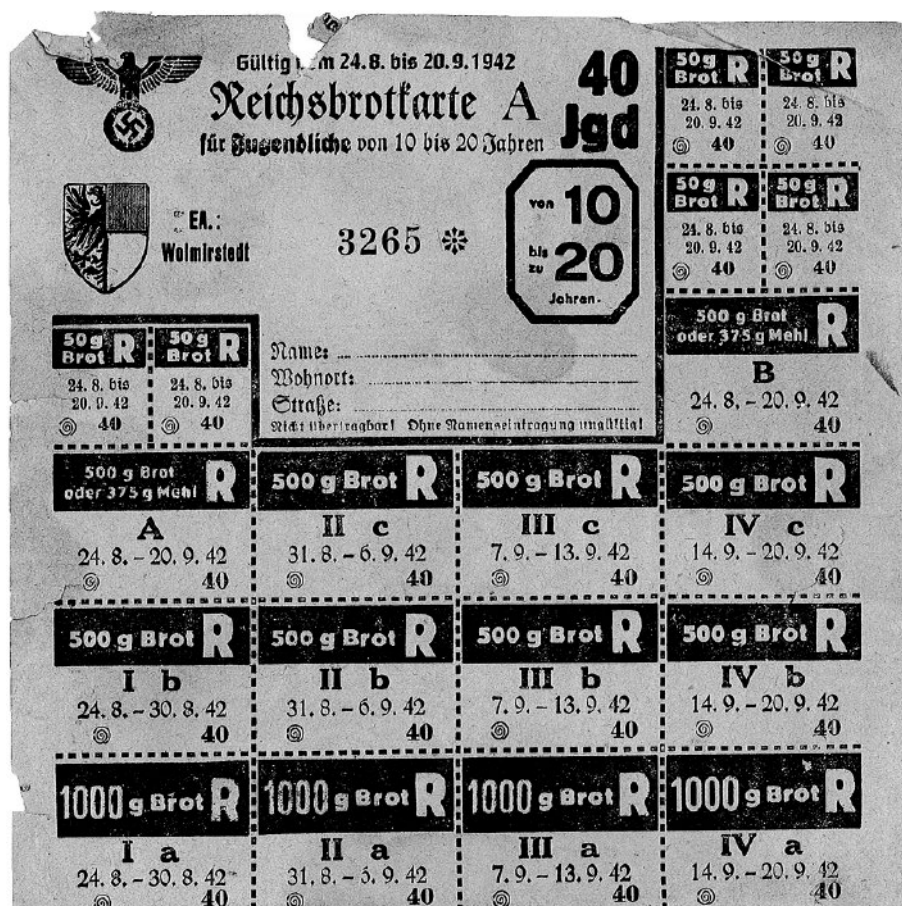 Gültig vom 24.8. bis 20.9.1942
Reichsbrotkarte A
für Jugendliche von 10 bis 20 Jahren
40
Jgd
EA.:
Wolmirstedt
3265
von 10
bis
zu 20
Jahren.
Name:
Wohnort:
Straße:
Nicht übertragbar! Ohne Namenseintragung ungültig!
50g
Brot R
24. 8. bis
20. 9. 42
40
50g
Brot R
24. 8. bis
20. 9. 42
40
50g
Brot R
24. 8. bis
20. 9. 42
40
50g
Brot R
24. 8. bis
20. 9. 42
40
500 g Brot
oder 375 g Mehl R
B
24. 8. – 20. 9. 42
40
50g
Brot R
24. 8. bis
20. 9. 42
40
50g
Brot R
24. 8. bis
20. 9. 42
40
500 g Brot
oder 375 g Mehl R
A
24. 8. – 20. 9. 42
40
500 g Brot R
II c
31. 8. – 6. 9. 42
40
500 g Brot R
III c
7. 9. – 13. 9. 42
40
500 g Brot R
IV c
14. 9. – 20. 9. 42
40
500 g Brot R
I b
24. 8. – 30. 8. 42
40
500 g Brot R
II b
31. 8. – 6. 9. 42
40
500 g Brot R
III b
7. 9. – 13. 9. 42
40
500 g Brot R
IV b
14. 9. – 20. 9. 42
40
1000 g Brot R
I a
24. 8. – 30. 8. 42
40
1000 g Brot R
II a
31. 8. – 6. 9. 42
40
1000 g Brot R
III a
7. 9. – 13. 9. 42
40
1000 g Brot R
IV a
14. 9. – 20. 9. 42
40